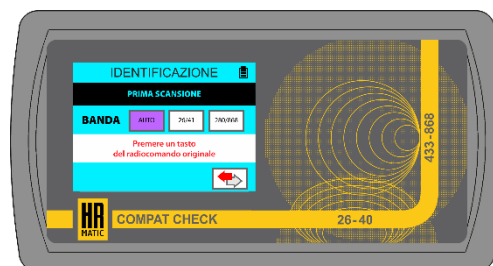 IDENTIFICAZIONE
PRIMA SCANSIONE
BANDA AUTO 26/41 280/868
Premere un tasto
del radiocomando originale
433-868
HR
MATIC
COMPAT CHECK 26-40